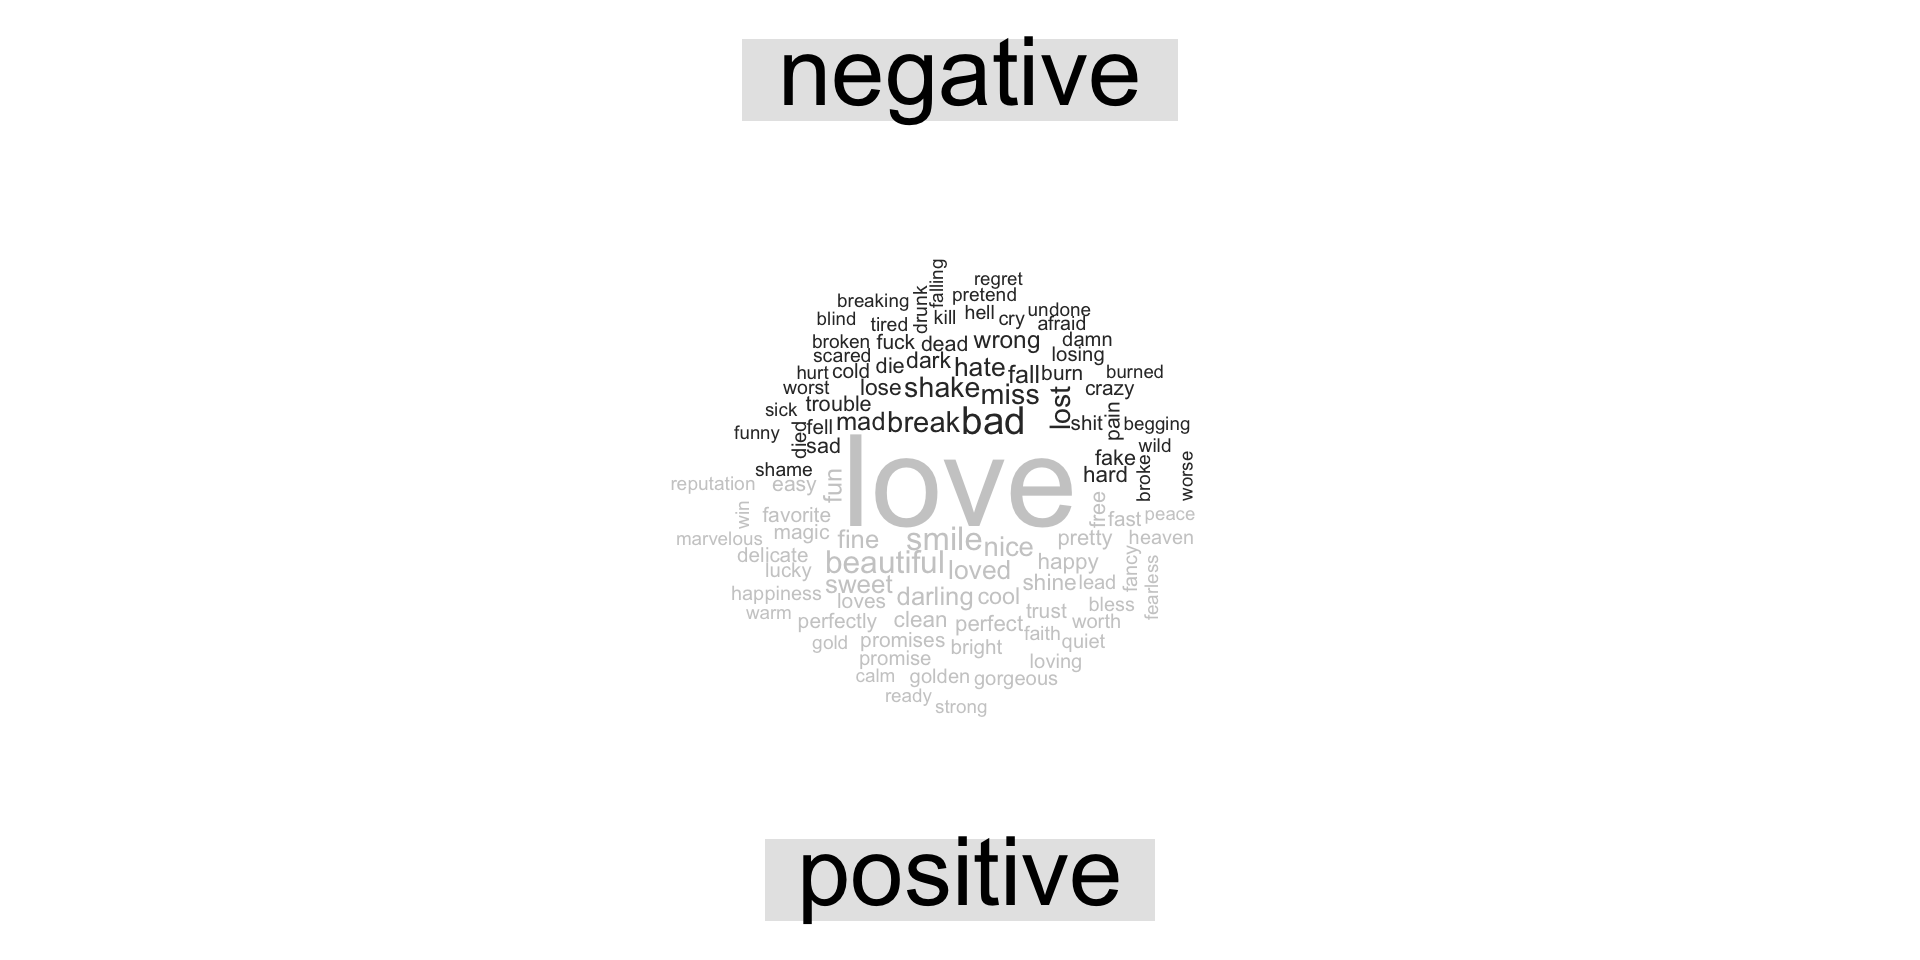 negative
falling
regret
breaking
drunk
pretend
blind
tired
kill
hell
cry
undone
afraid
broken
fuck
dead
wrong
damn
scared
losing
hurt
cold
die
dark
hate
fall
burn
burned
worst
lose
shake
miss
lost
crazy
sick
trouble
funny
died
fell
mad
break
bad
shit
pain
begging
sad
wild
shame
fake
hard
broke
worse
love
reputation
easy
fun
free
win
favorite
fast
peace
marvelous
magic
fine
smile
nice
pretty
heaven
delicate
lucky
beautiful
loved
happy
fancy
fearless
happiness
sweet
shine
lead
warm
loves
darling
cool
trust
bless
perfectly
clean
perfect
worth
gold
promises
bright
faith
quiet
promise
loving
calm
golden
gorgeous
ready
strong
positive